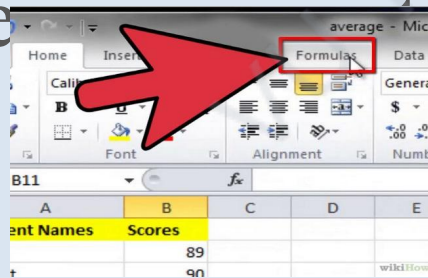 average - Mic
Home Inser Formulas Data
Calib Genera
B U $
Font Alignment Numb
B11 fx
A B C D E
ent Names Scores
89
90
wikiHow